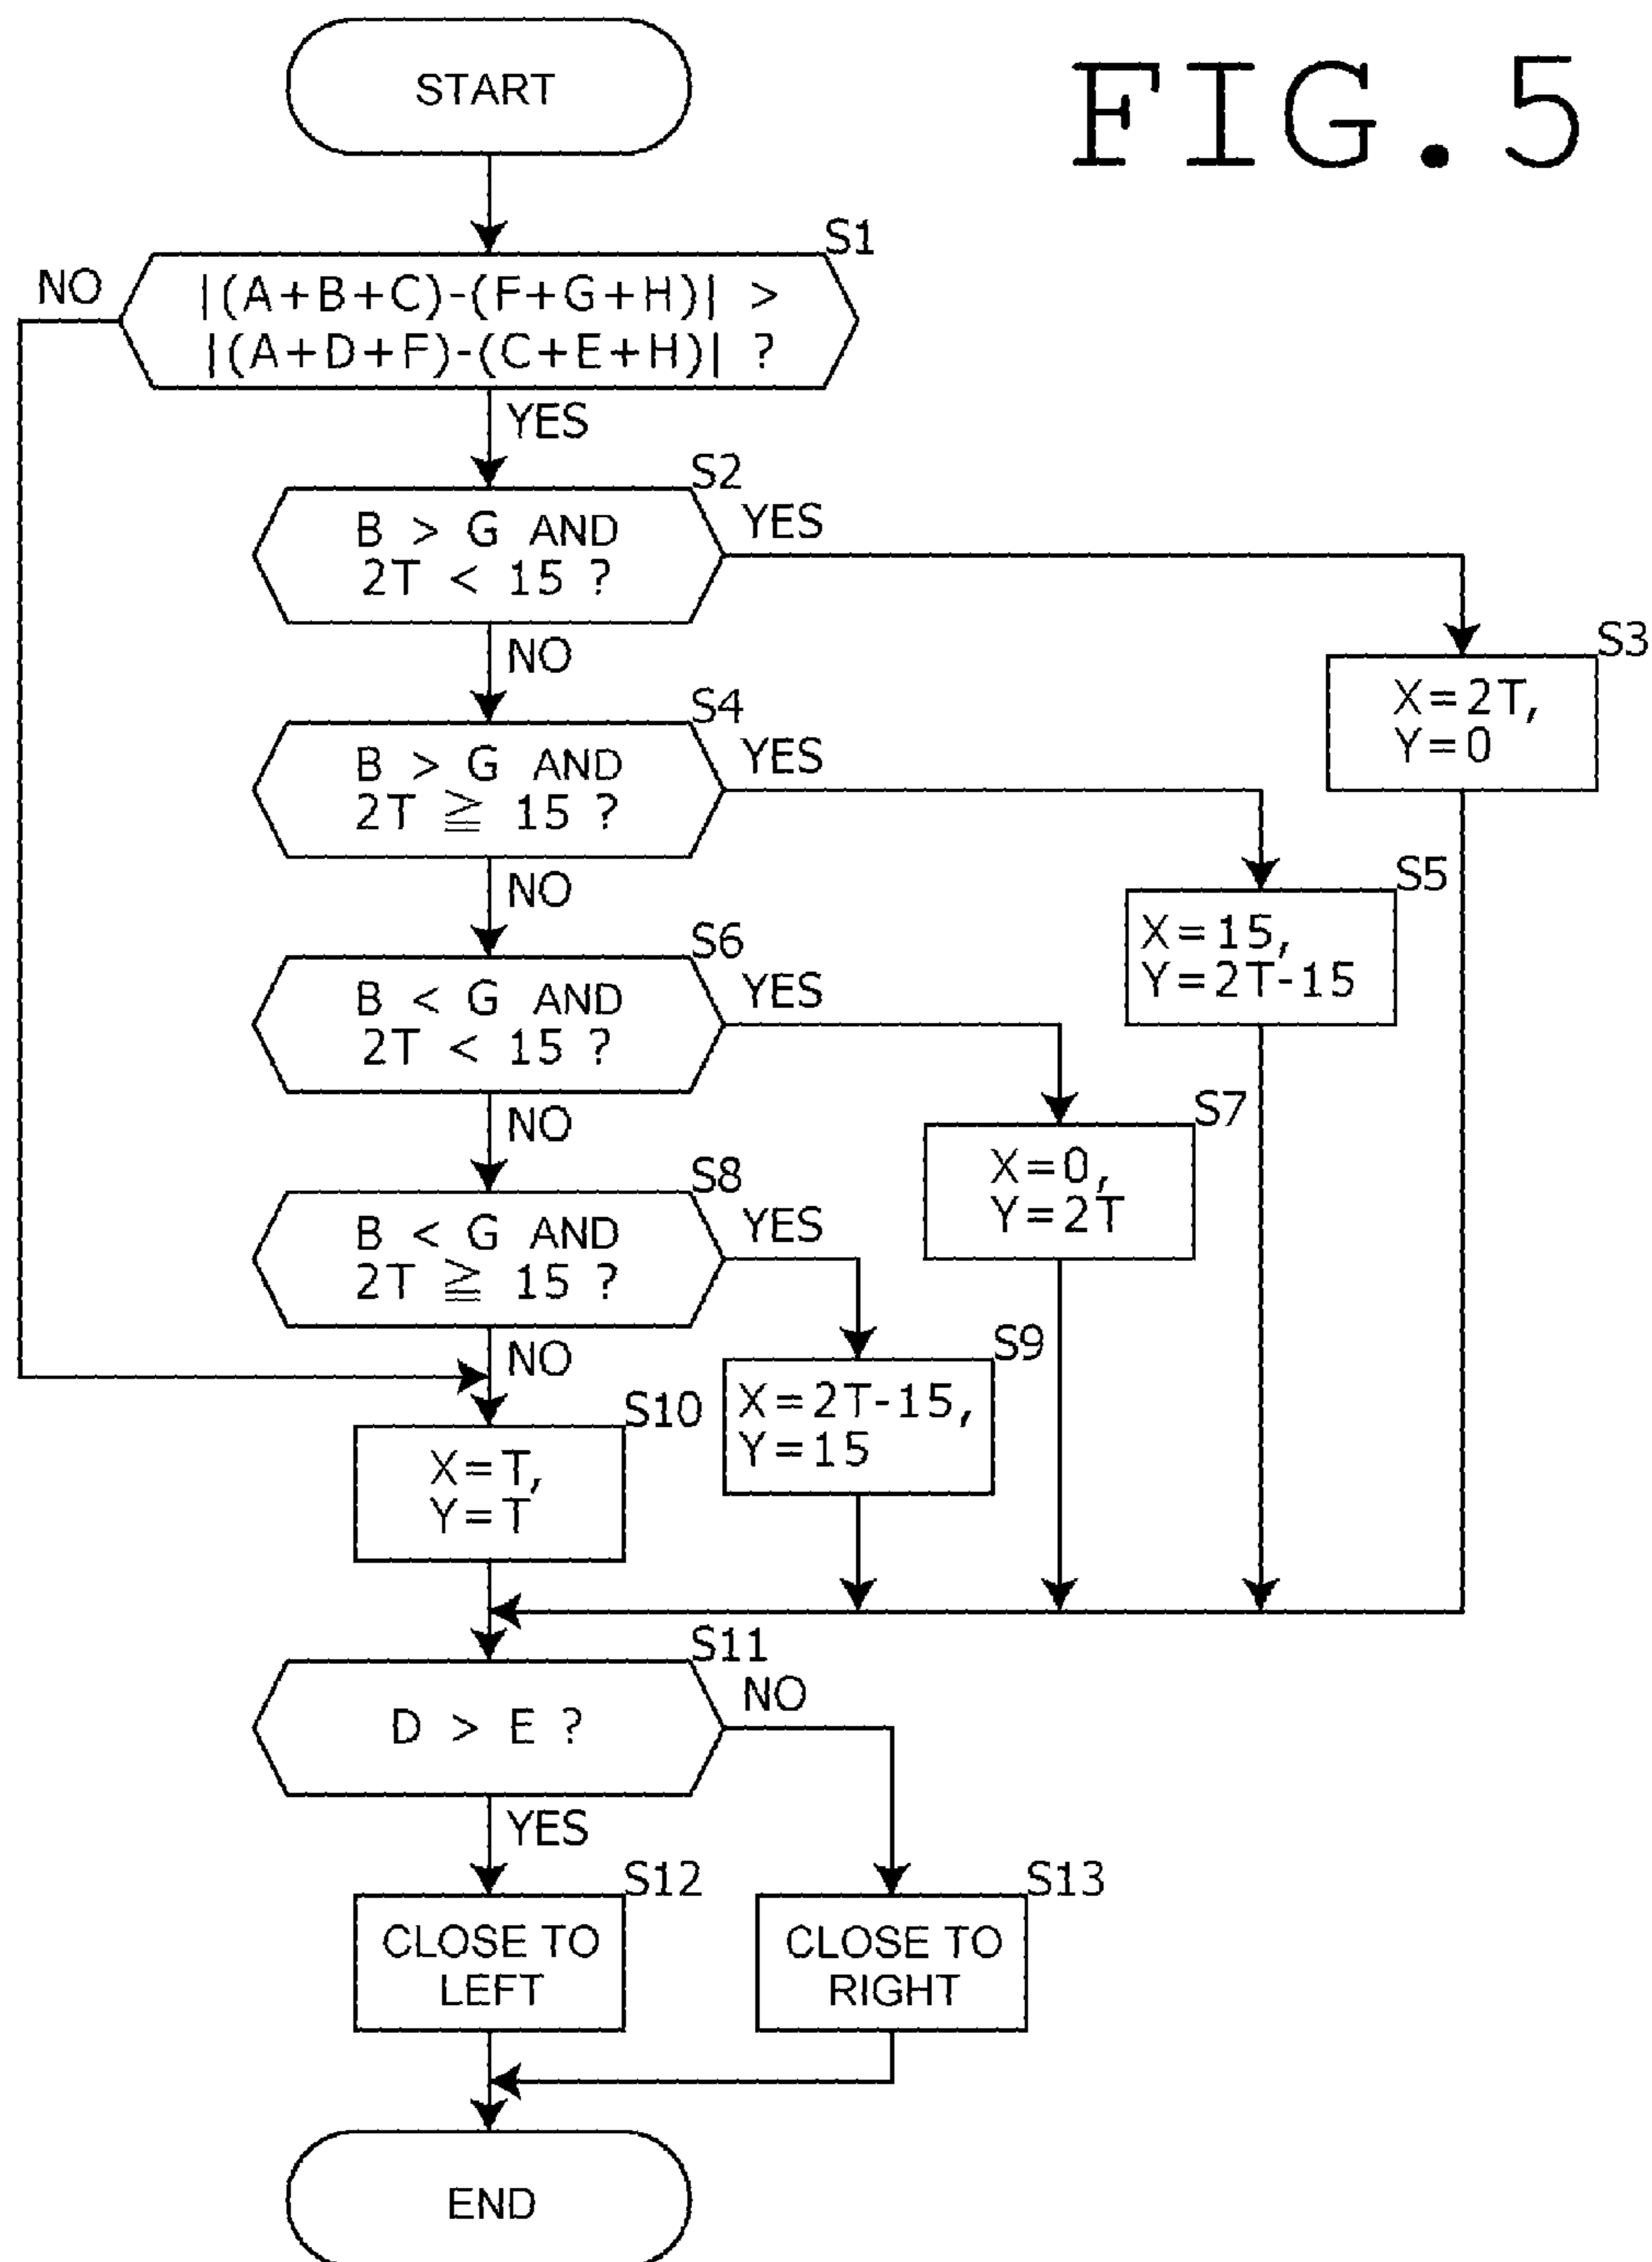 FIG.5
START
S1
NO
|(A+B+C)-(F+G+H)| >
|(A+D+F)-(C+E+H)| ?
YES
S2
B > G AND
2T < 15 ?
YES
NO
S3
X=2T,
Y=0
S4
B > G AND
2T ≧ 15 ?
YES
NO
S5
X=15,
Y=2T-15
S6
B < G AND
2T < 15 ?
YES
NO
S7
X=0,
Y=2T
S8
B < G AND
2T ≧ 15 ?
YES
NO
S9
X=2T-15,
Y=15
S10
X=T,
Y=T
S11
D > E ?
NO
YES
S12
CLOSE TO
LEFT
S13
CLOSE TO
RIGHT
END